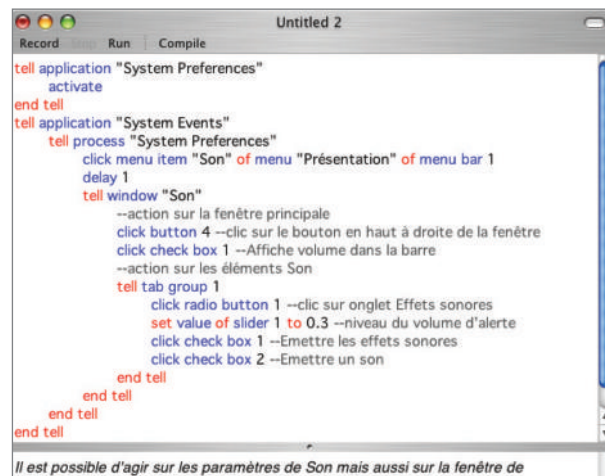 Untitled 2
Record Stop Run Compile
tell application "System Preferences"
activate
end tell
tell application "System Events"
tell process "System Preferences"
click menu item "Son" of menu "Présentation" of menu bar 1
delay 1
tell window "Son"
--action sur la fenêtre principale
click button 4 --clic sur le bouton en haut à droite de la fenêtre
click check box 1 --Affiche volume dans la barre
--action sur les éléments Son
tell tab group 1
click radio button 1 --clic sur onglet Effets sonores
set value of slider 1 to 0.3 --niveau du volume d'alerte
click check box 1 --Emettre les effets sonores
click check box 2 --Emettre un son
end tell
end tell
end tell
end tell
Il est possible d'agir sur les paramètres de Son mais aussi sur la fenêtre de